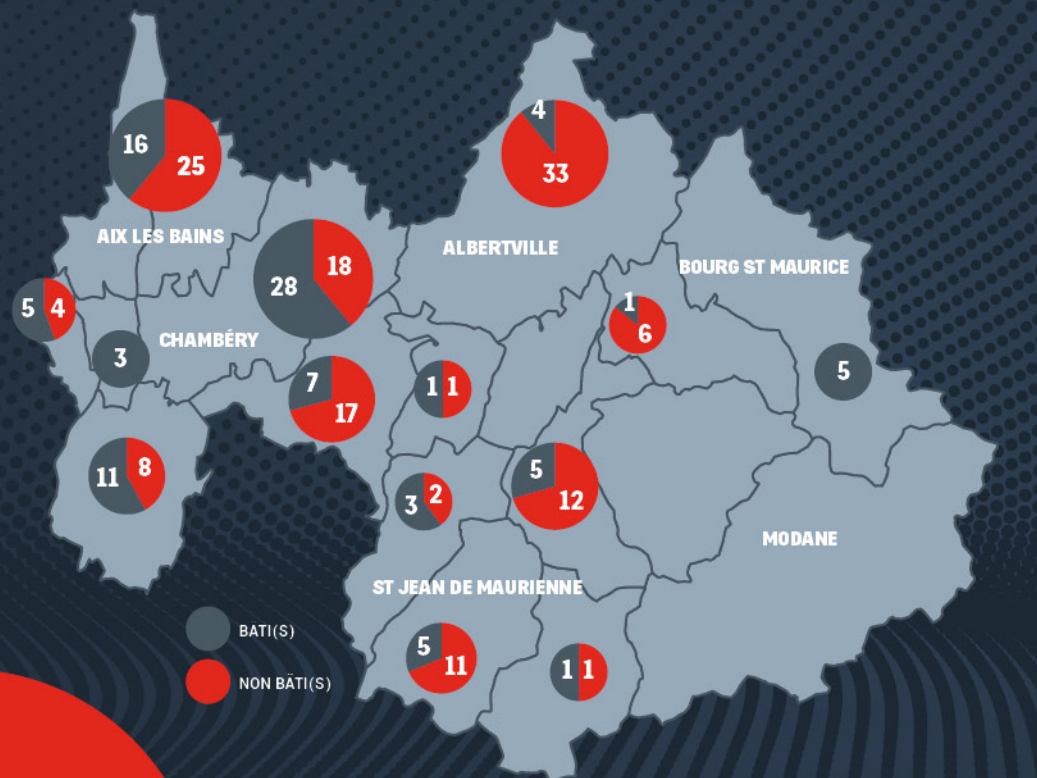 4
16
25
33
AIX LES BAINS
ALBERTVILLE
18
28
BOURG ST MAURICE
5 4
1
6
CHAMBÉRY
3
5
7
17
1 1
11 8
5
12
3 2
MODANE
ST JEAN DE MAURIENNE
BATI(S)
5
11
1 1
NON BÄTI(S)